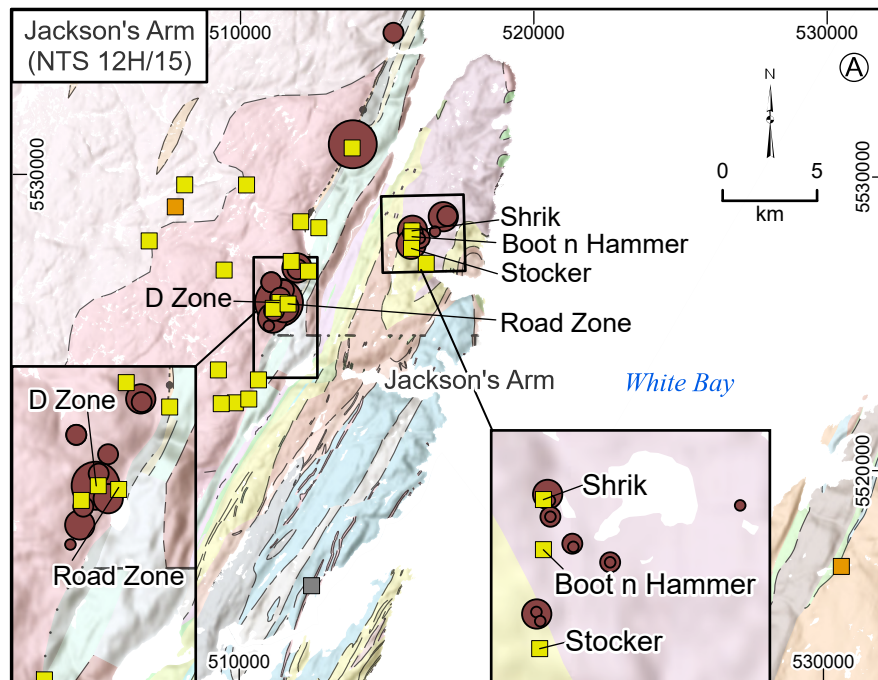 Jackson's Arm
(NTS 12H/15)
510000
520000
530000
A
N
5530000
5530000
0
5
km
Shrik
Boot n Hammer
Stocker
D Zone
Road Zone
Jackson's Arm
White Bay
D Zone
Road Zone
Shrik
Boot n Hammer
Stocker
5520000
510000
530000